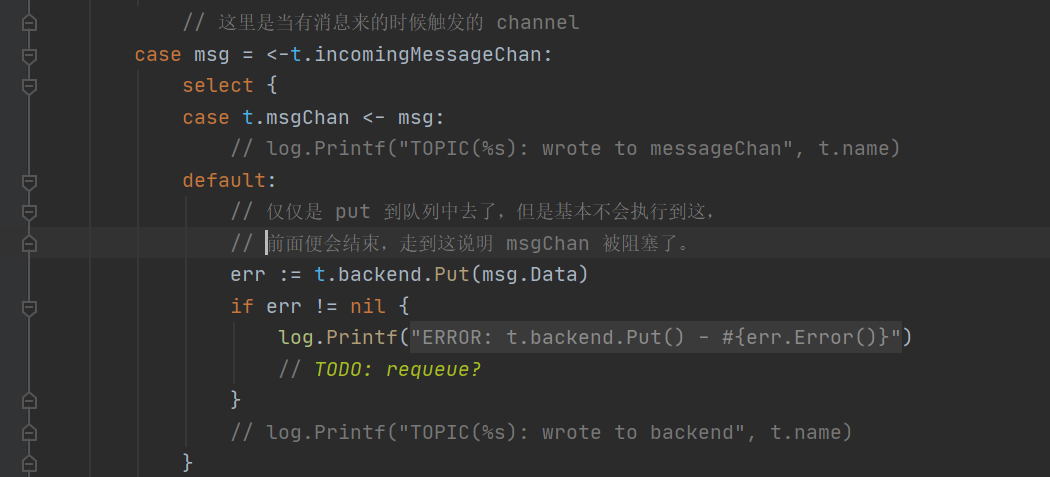 // 这里是当有消息来的时候触发的 channel
case msg = <-t.incomingMessageChan:
select {
case t.msgChan <- msg:
// log.Printf("TOPIC(%s): wrote to messageChan", t.name)
default:
// 仅仅是 put 到队列中去了，但是基本不会执行到这，
// 前面便会结束，走到这说明 msgChan 被阻塞了。
err := t.backend.Put(msg.Data)
if err != nil {
log.Printf("ERROR: t.backend.Put() - #{err.Error()}")
// TODO: requeue?
}
// log.Printf("TOPIC(%s): wrote to backend", t.name)
}